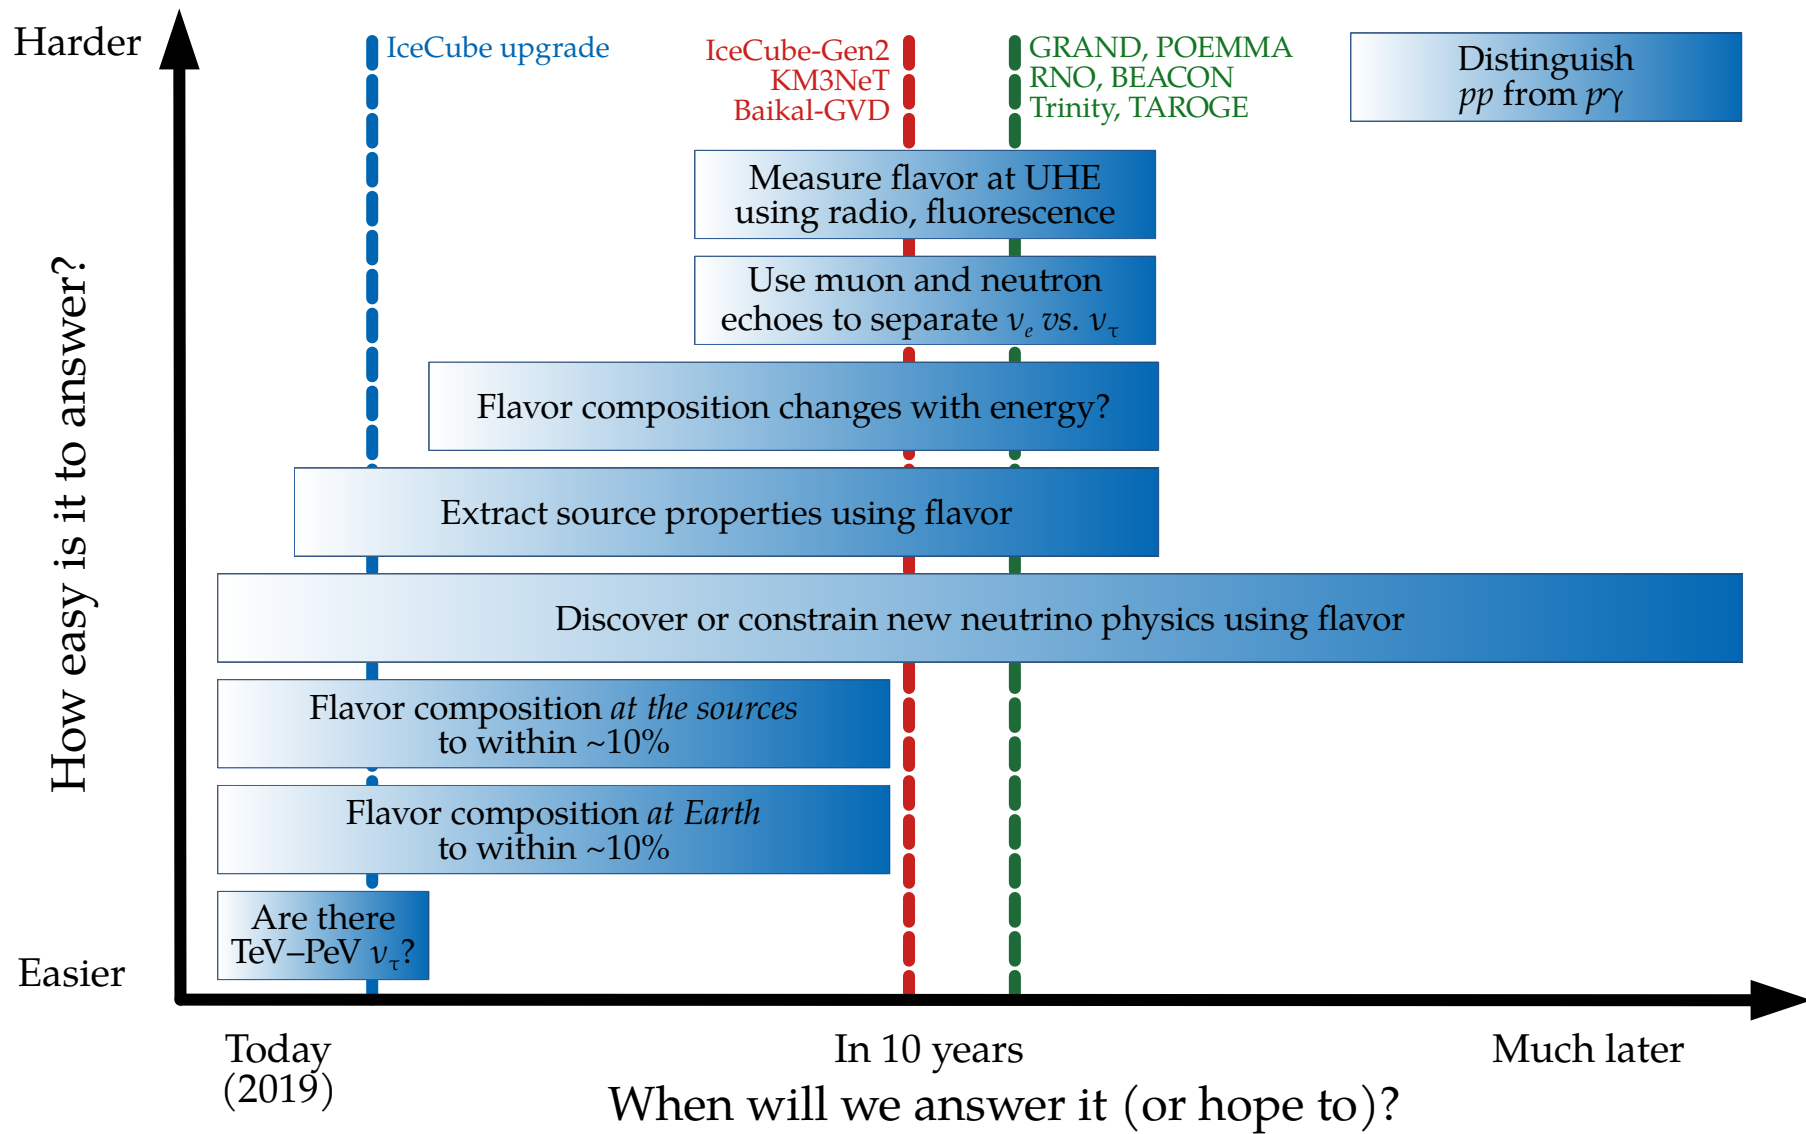 Harder
IceCube upgrade
IceCube-Gen2
KM3NeT
Baikal-GVD
GRAND, POEMMA
RNO, BEACON
Trinity, TAROGE
Distinguish
pp from pγ
Measure flavor at UHE
using radio, fluorescence
Use muon and neutron
echoes to separate νe vs. ντ
Flavor composition changes with energy?
Extract source properties using flavor
Discover or constrain new neutrino physics using flavor
Flavor composition at the sources
to within ~10%
Flavor composition at Earth
to within ~10%
Are there
TeV–PeV ντ?
How easy is it to answer?
Easier
Today
(2019)
In 10 years
Much later
When will we answer it (or hope to)?